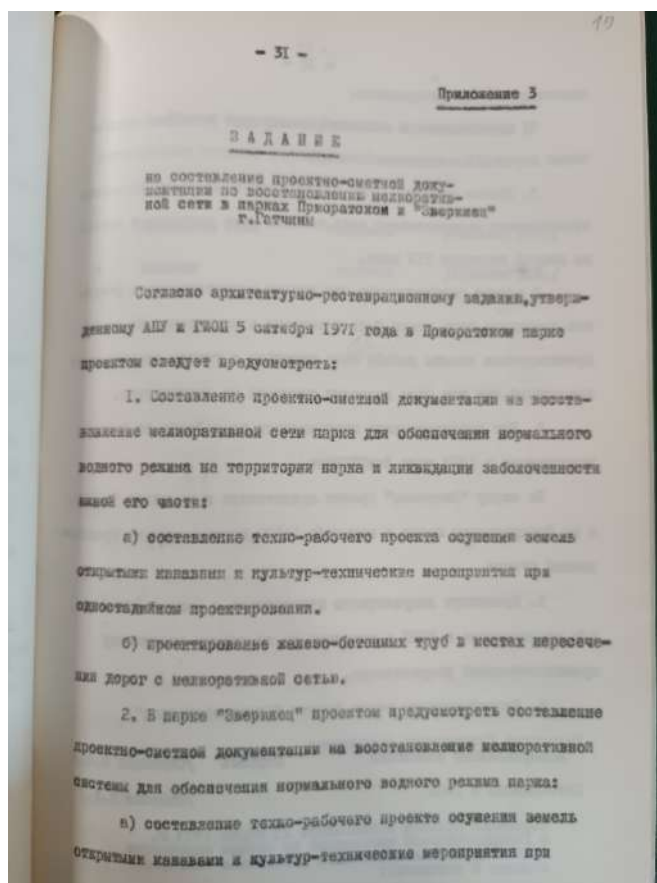 - 31 -
Приложение 3
ЗАДАНИЕ
на составление проектно-сметной доку-
ментации по восстановлению мелиоратив-
ной сети в парках Приоратском и "Зверинец"
г.Гатчины
Согласно архитектурно-реставрационному заданию,утверж-
денному АПУ и ГИОП 5 октября 1971 года в Приоратском парке
проектом следует предусмотреть:
1. Составление проектно-сметной документации на восста-
новление мелиоративной сети парка для обеспечения нормального
водного режима на территории парка и ликвидации заболоченности
его части:
а) составление техно-рабочего проекта осушения земель
открытыми канавами и культур-технические мероприятия при
одностадийном проектировании.
б) проектирование железо-бетонных труб в местах пересече-
ния дорог с мелиоративной сетью.
2. В парке "Зверинец" проектом предусмотреть составление
проектно-сметной документации на восстановление мелиоративной
системы для обеспечения нормального водного режима парка:
а) составление техно-рабочего проекта осушения земель
открытыми канавами и культур-технические мероприятия при